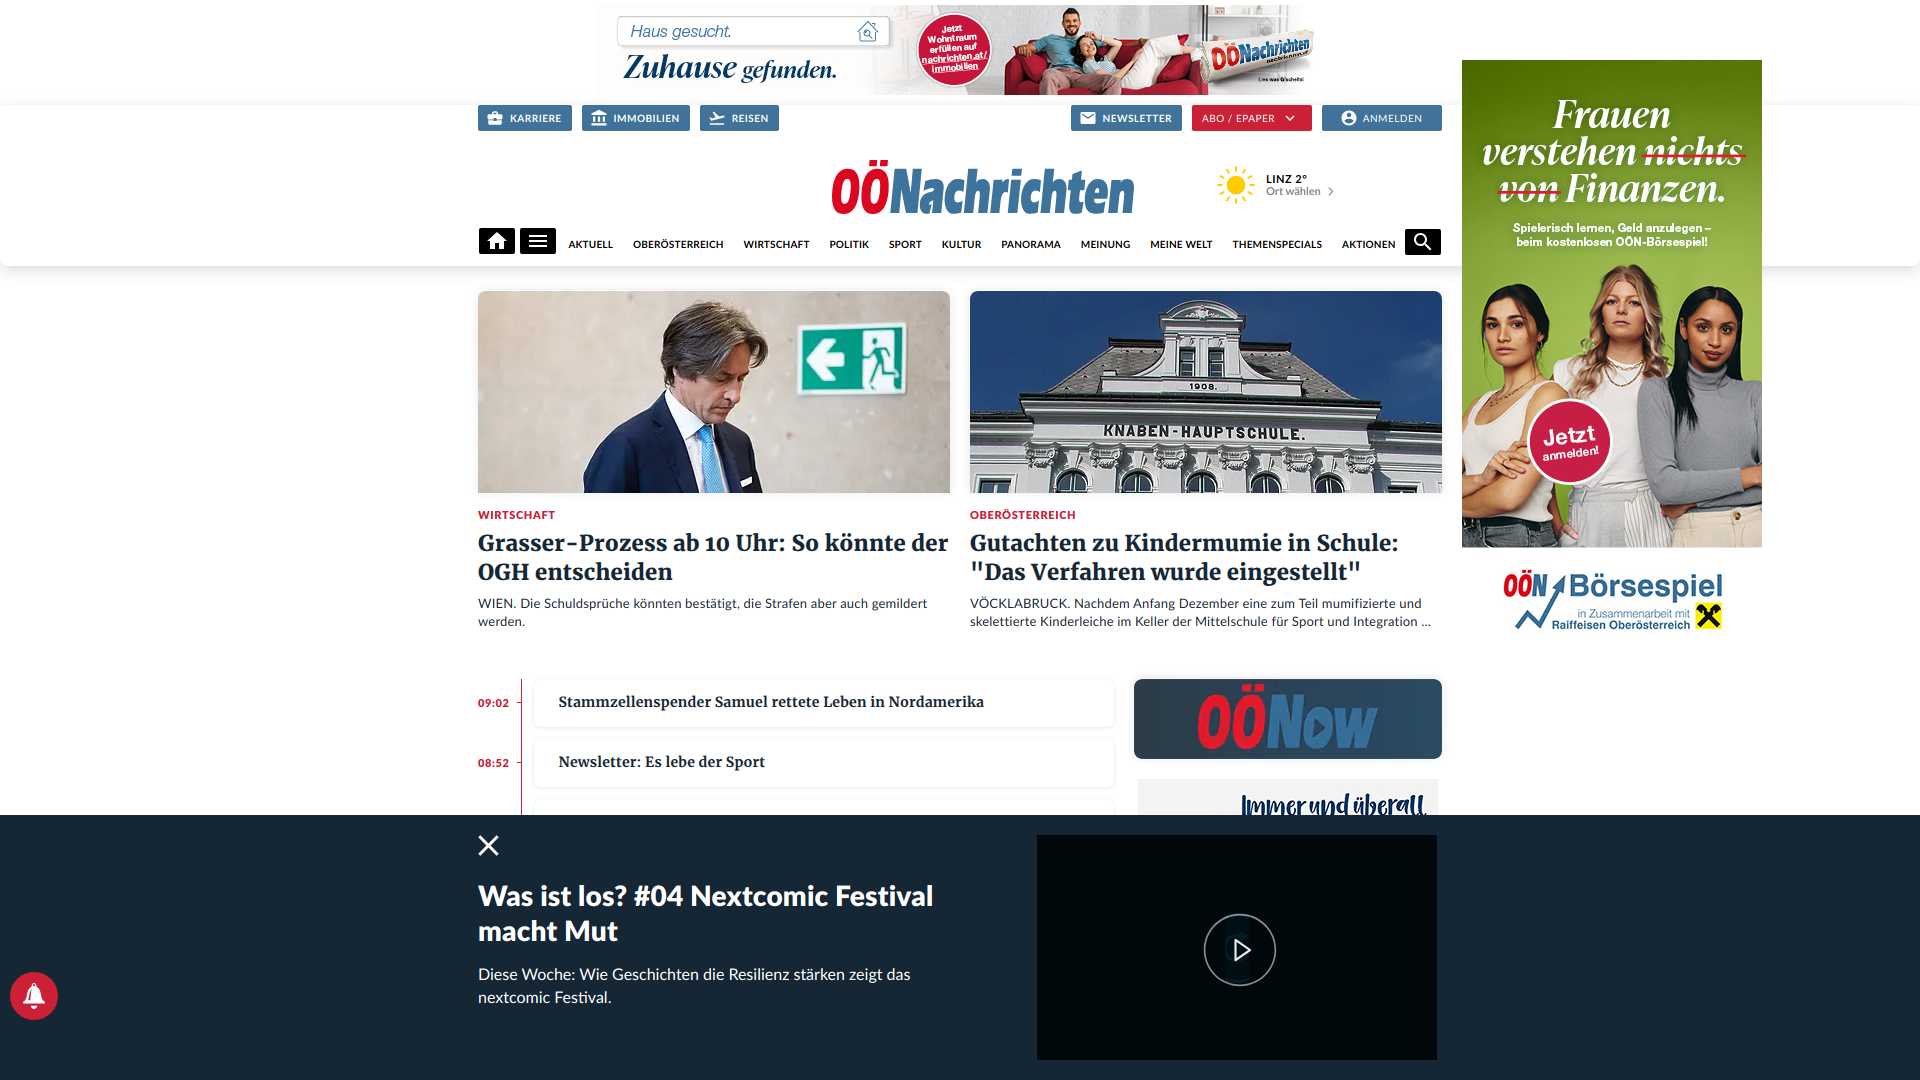 Haus gesucht.
Zuhause gefunden.
Jetzt
Wohntraum
erfüllen auf
nachrichten.at/
immobilien
OÖNachrichten
Lies was G'scheits!
KARRIERE
IMMOBILIEN
REISEN
NEWSLETTER
ABO / EPAPER
ANMELDEN
OÖNachrichten
LINZ 2°
Ort wählen
AKTUELL
OBERÖSTERREICH
WIRTSCHAFT
POLITIK
SPORT
KULTUR
PANORAMA
MEINUNG
MEINE WELT
THEMENSPECIALS
AKTIONEN
Frauen
verstehen nichts
von Finanzen.
Spielerisch lernen, Geld anzulegen –
beim kostenlosen OÖN-Börsespiel!
Jetzt
anmelden!
OÖN Börsespiel
in Zusammenarbeit mit
Raiffeisen Oberösterreich
1908.
KNABEN-HAUPTSCHULE.
WIRTSCHAFT
Grasser-Prozess ab 10 Uhr: So könnte der
OGH entscheiden
WIEN. Die Schuldsprüche könnten bestätigt, die Strafen aber auch gemildert
werden.
OBERÖSTERREICH
Gutachten zu Kindermumie in Schule:
"Das Verfahren wurde eingestellt"
VÖCKLABRUCK. Nachdem Anfang Dezember eine zum Teil mumifizierte und
skelettierte Kinderleiche im Keller der Mittelschule für Sport und Integration ...
09:02
Stammzellenspender Samuel rettete Leben in Nordamerika
08:52
Newsletter: Es lebe der Sport
OÖNow
Immer und überall
Was ist los? #04 Nextcomic Festival
macht Mut
Diese Woche: Wie Geschichten die Resilienz stärken zeigt das
nextcomic Festival.